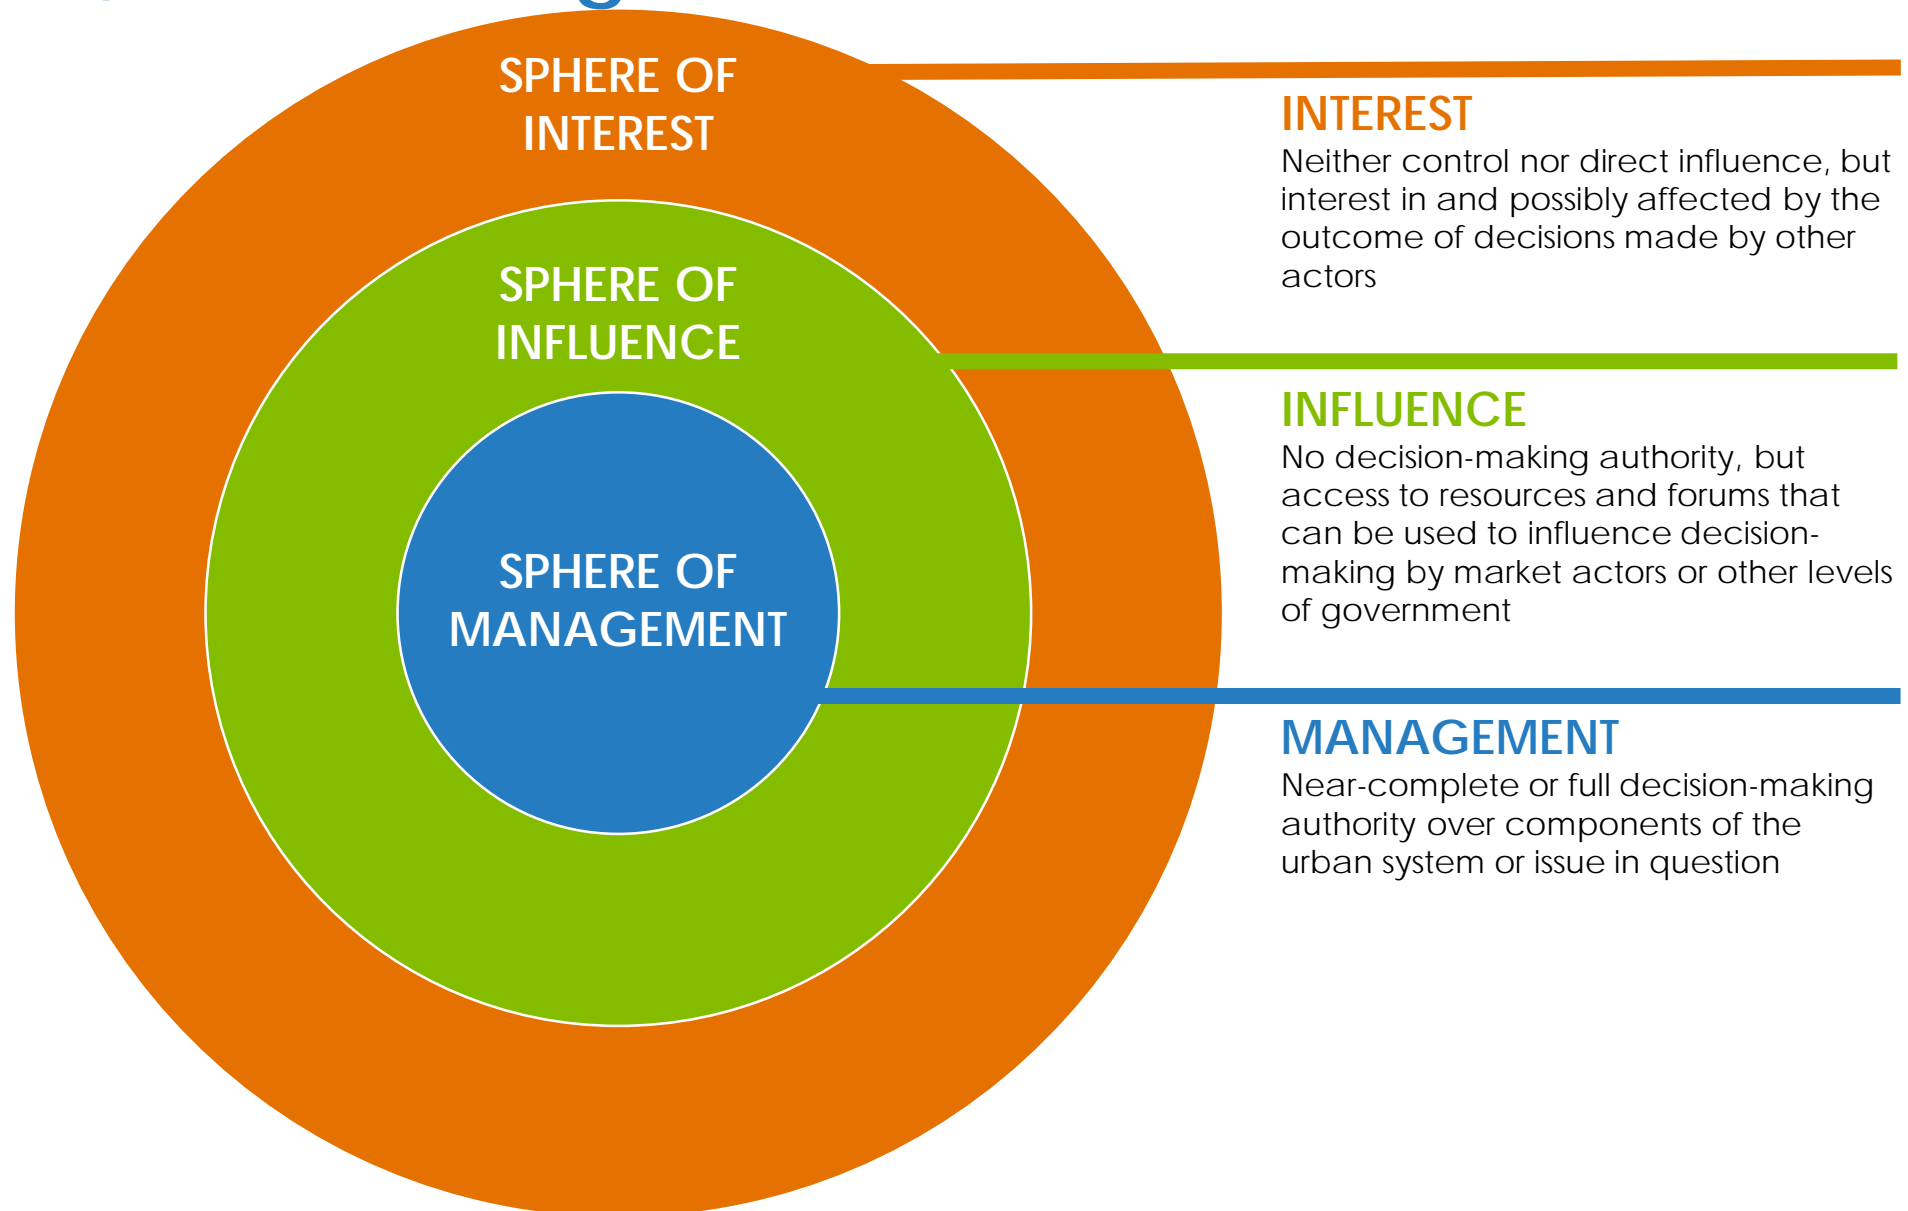 SPHERE OF
INTEREST
SPHERE OF
INFLUENCE
SPHERE OF
MANAGEMENT
INTEREST
Neither control nor direct influence, but
interest in and possibly affected by the
outcome of decisions made by other
actors
INFLUENCE
No decision-making authority, but
access to resources and forums that
can be used to influence decision-
making by market actors or other levels
of government
MANAGEMENT
Near-complete or full decision-making
authority over components of the
urban system or issue in question